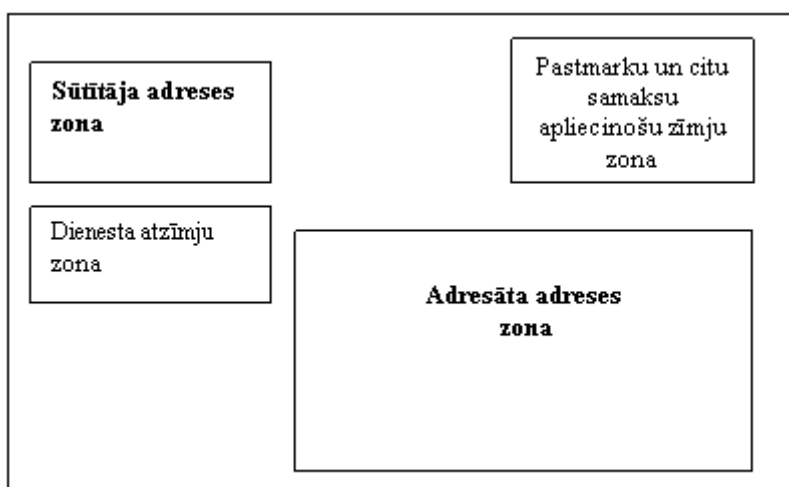 Sūtītāja adreses
zona
Pastmarku un citu
samaksu
apliecinošu zīmju
zona
Dienesta atzīmju
zona
Adresāta adreses
zona